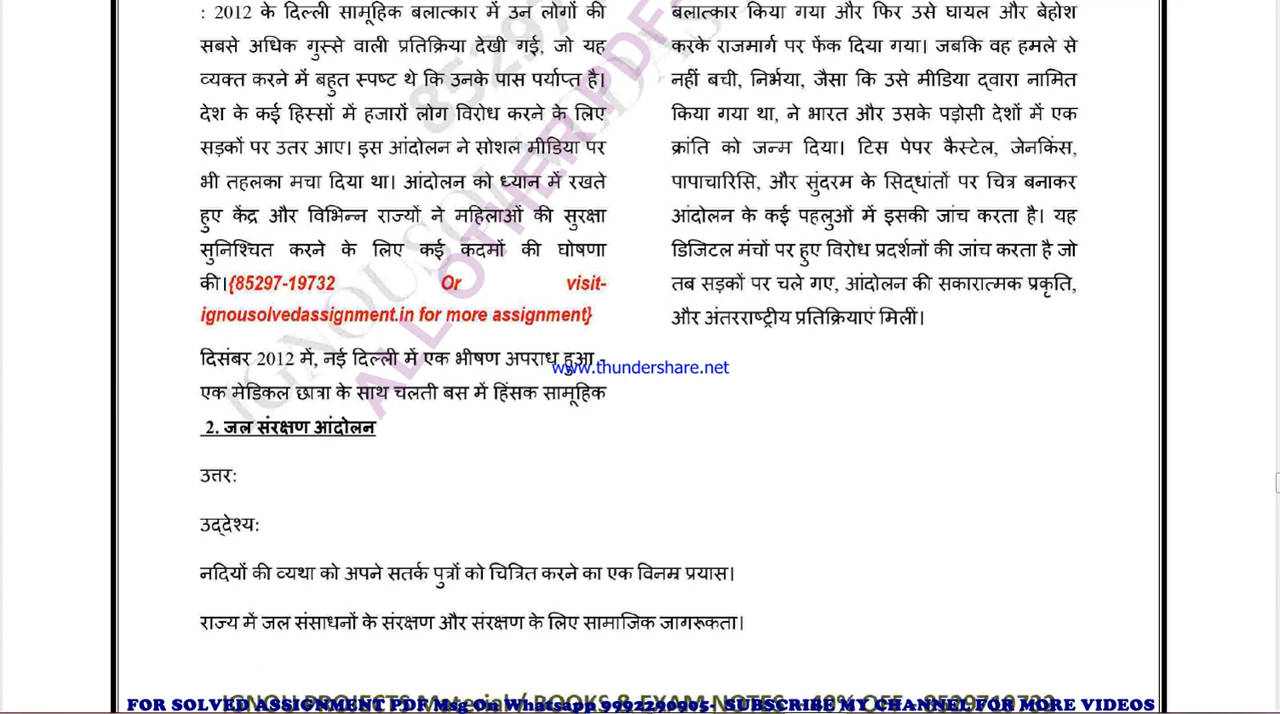 : 2012 के दिल्ली सामूहिक बलात्कार में उन लोगों की
सबसे अधिक गुस्से वाली प्रतिक्रिया देखी गई, जो यह
व्यक्त करने में बहुत स्पष्ट थे कि उनके पास पर्याप्त है।
देश के कई हिस्सों में हजारों लोग विरोध करने के लिए
सड़कों पर उतर आए। इस आंदोलन ने सोशल मीडिया पर
भी तहलका मचा दिया था। आंदोलन को ध्यान में रखते
हुए केंद्र और विभिन्न राज्यों ने महिलाओं की सुरक्षा
सुनिश्चित करने के लिए कई कदमों की घोषणा
की।{85297-19732 Or visit-
ignousolvedassignment.in for more assignment}
दिसंबर 2012 में, नई दिल्ली में एक भीषण अपराध हुआ -
एक मेडिकल छात्रा के साथ चलती बस में हिंसक सामूहिक
बलात्कार किया गया और फिर उसे घायल और बेहोश
करके राजमार्ग पर फेंक दिया गया। जबकि वह हमले से
नहीं बची, निर्भया, जैसा कि उसे मीडिया द्वारा नामित
किया गया था, ने भारत और उसके पड़ोसी देशों में एक
क्रांति को जन्म दिया। टिस पेपर कैस्टेल, जेनकिंस,
पापाचारिसि, और सुंदरम के सिद्धांतों पर चित्र बनाकर
आंदोलन के कई पहलुओं में इसकी जांच करता है। यह
डिजिटल मंचों पर हुए विरोध प्रदर्शनों की जांच करता है जो
तब सड़कों पर चले गए, आंदोलन की सकारात्मक प्रकृति,
और अंतरराष्ट्रीय प्रतिक्रियाएं मिलीं।
www.thundershare.net
2. जल संरक्षण आंदोलन
उत्तर:
उद्देश्य:
नदियों की व्यथा को अपने सतर्क पुत्रों को चित्रित करने का एक विनम्र प्रयास।
राज्य में जल संसाधनों के संरक्षण और संरक्षण के लिए सामाजिक जागरूकता।
FOR SOLVED ASSIGNMENT PDF Msg On Whatsapp 9992290905- SUBSCRIBE MY CHANNEL FOR MORE VIDEOS